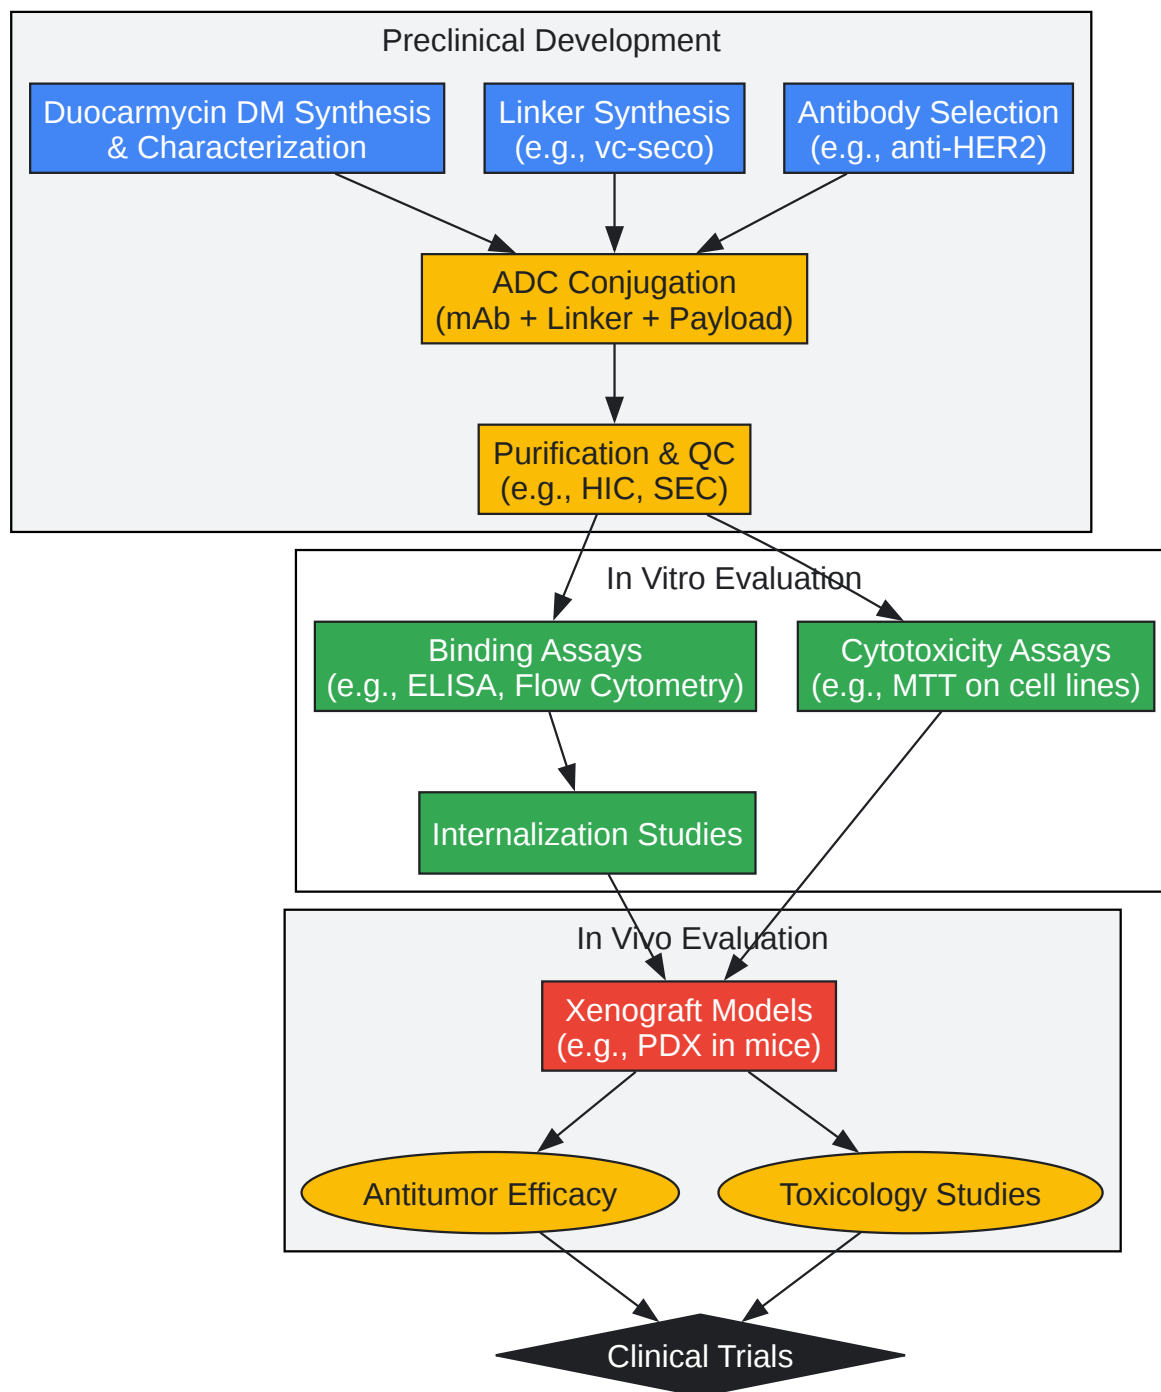 Preclinical Development
Duocarmycin DM Synthesis
& Characterization
Linker Synthesis
(e.g., vc-seco)
Antibody Selection
(e.g., anti-HER2)
ADC Conjugation
(mAb + Linker + Payload)
Purification & QC
(e.g., HIC, SEC)
In Vitro Evaluation
Binding Assays
(e.g., ELISA, Flow Cytometry)
Cytotoxicity Assays
(e.g., MTT on cell lines)
Internalization Studies
In Vivo Evaluation
Xenograft Models
(e.g., PDX in mice)
Antitumor Efficacy
Toxicology Studies
Clinical Trials